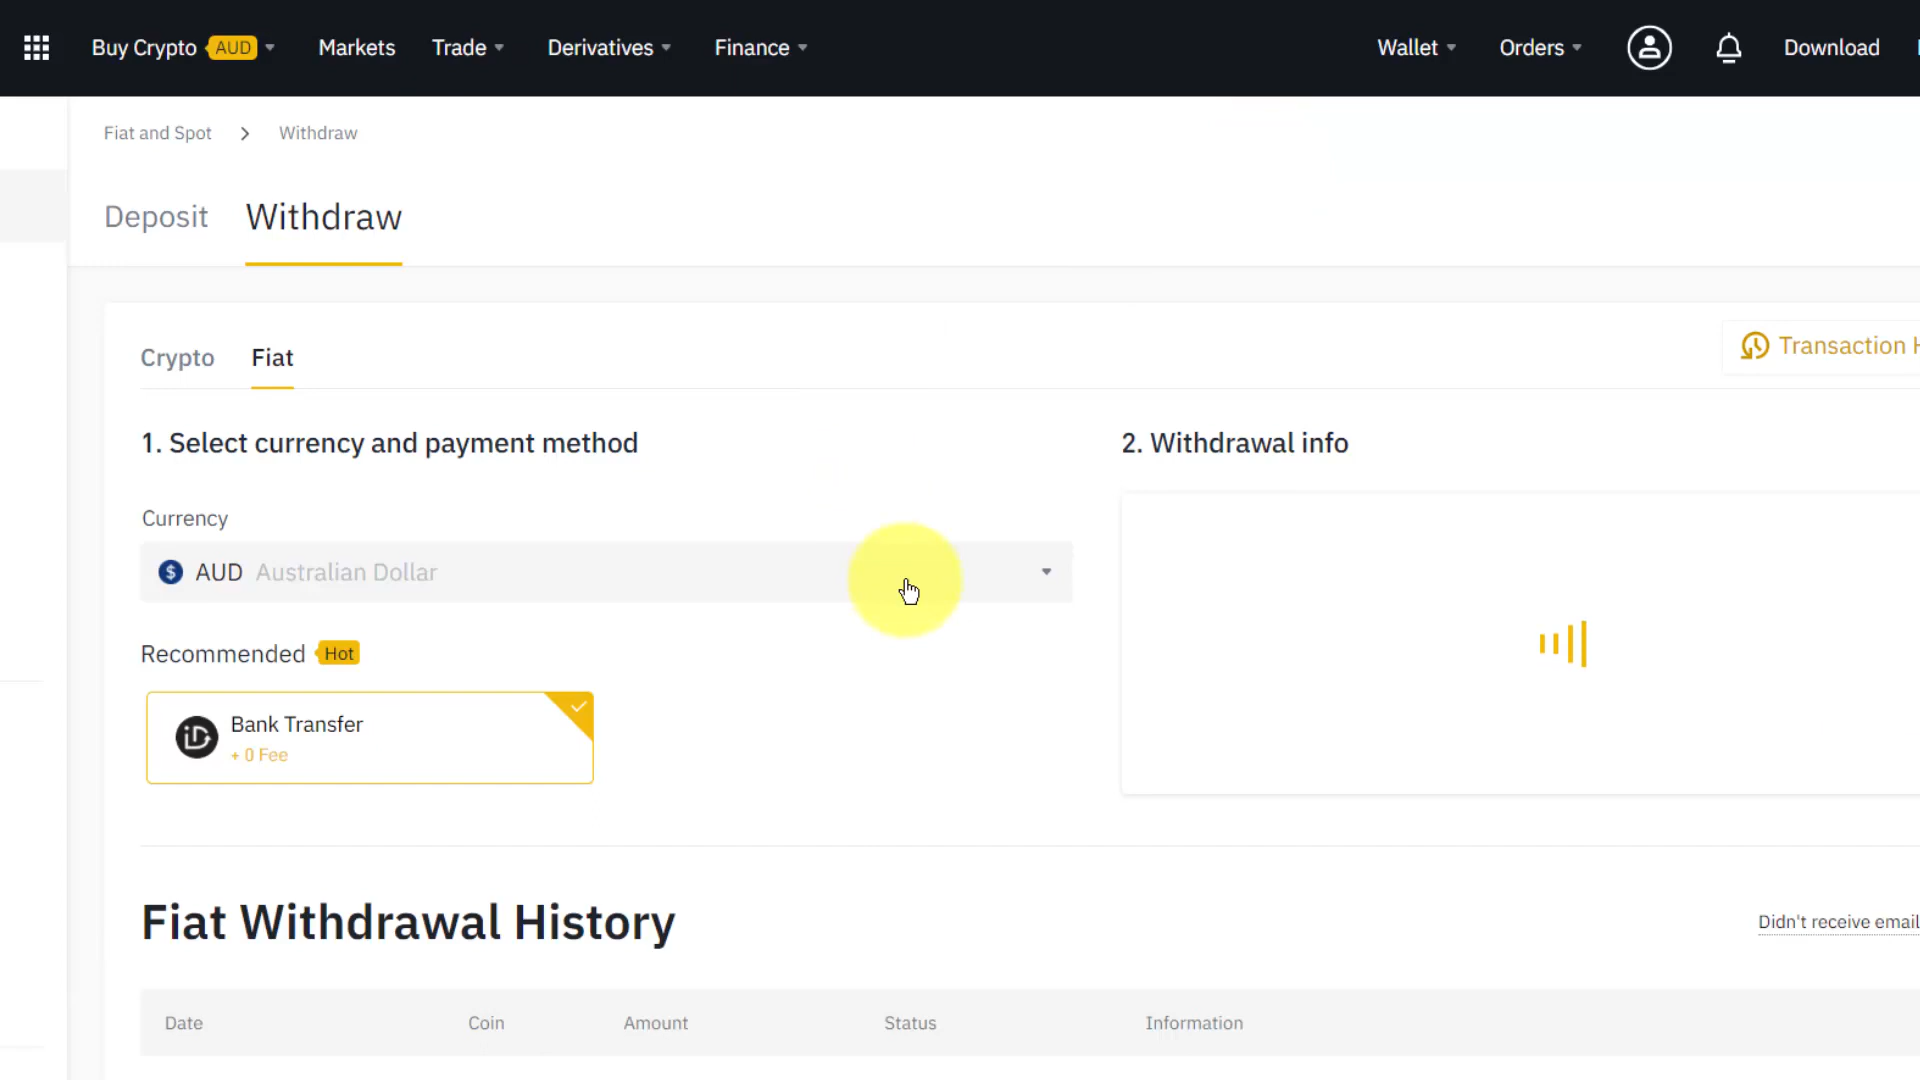 Buy Crypto AUD Markets Trade Derivatives Finance Wallet Orders Download
Fiat and Spot > Withdraw
Deposit Withdraw
Crypto Fiat
Transaction H
1. Select currency and payment method
2. Withdrawal info
Currency
$ AUD Australian Dollar
Recommended Hot
Bank Transfer
+ 0 Fee
Fiat Withdrawal History
Didn't receive email
Date Coin Amount Status Information